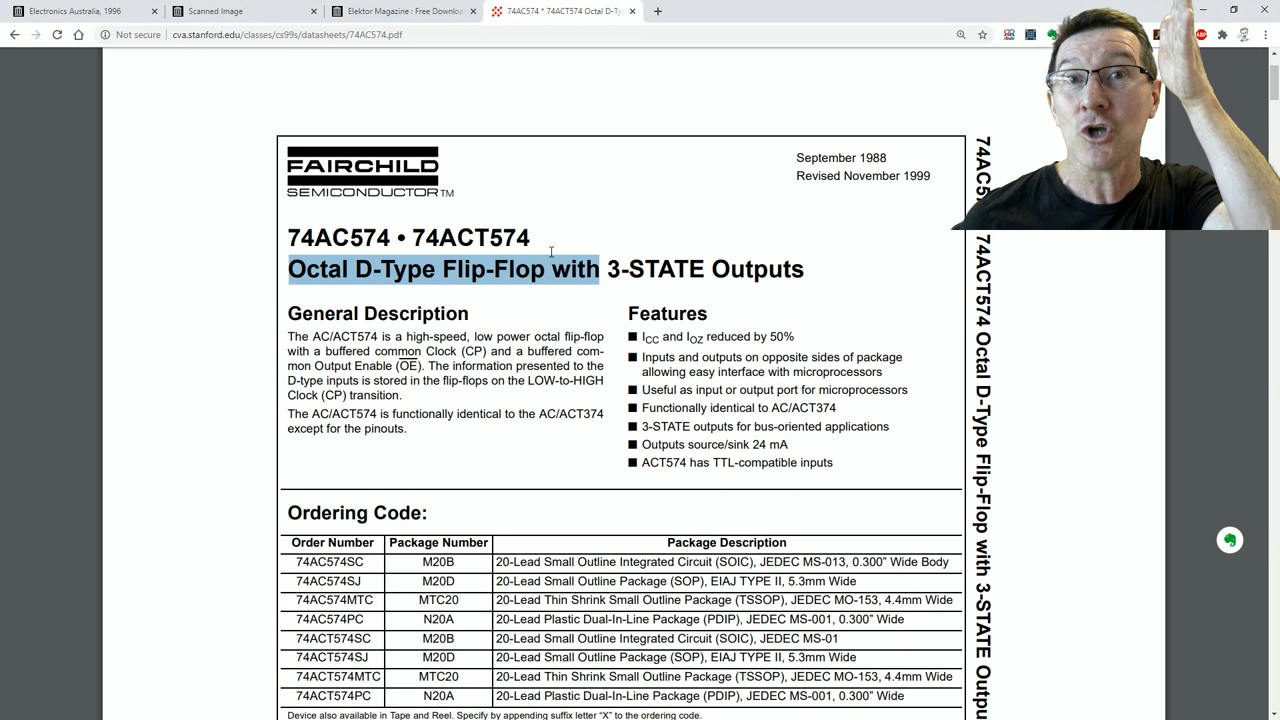 Electronics Australia, 1996
Scanned Image
Elektor Magazine : Free Downloa
74AC574 * 74ACT574 Octal D-Ty
Not secure | cva.stanford.edu/classes/cs99s/datasheets/74AC574.pdf
FAIRCHILD
SEMICONDUCTOR TM
September 1988
Revised November 1999
74AC574 • 74ACT574
Octal D-Type Flip-Flop with 3-STATE Outputs
General Description
The AC/ACT574 is a high-speed, low power octal flip-flop
with a buffered common Clock (CP) and a buffered com-
mon Output Enable (OE). The information presented to the
D-type inputs is stored in the flip-flops on the LOW-to-HIGH
Clock (CP) transition.
The AC/ACT574 is functionally identical to the AC/ACT374
except for the pinouts.
Features
■ ICC and IOZ reduced by 50%
■ Inputs and outputs on opposite sides of package
allowing easy interface with microprocessors
■ Useful as input or output port for microprocessors
■ Functionally identical to AC/ACT374
■ 3-STATE outputs for bus-oriented applications
■ Outputs source/sink 24 mA
■ ACT574 has TTL-compatible inputs
Ordering Code:
Order Number Package Number Package Description
74AC574SC M20B 20-Lead Small Outline Integrated Circuit (SOIC), JEDEC MS-013, 0.300” Wide Body
74AC574SJ M20D 20-Lead Small Outline Package (SOP), EIAJ TYPE II, 5.3mm Wide
74AC574MTC MTC20 20-Lead Thin Shrink Small Outline Package (TSSOP), JEDEC MO-153, 4.4mm Wide
74AC574PC N20A 20-Lead Plastic Dual-In-Line Package (PDIP), JEDEC MS-001, 0.300” Wide
74ACT574SC M20B 20-Lead Small Outline Integrated Circuit (SOIC), JEDEC MS-01
74ACT574SJ M20D 20-Lead Small Outline Package (SOP), EIAJ TYPE II, 5.3mm Wide
74ACT574MTC MTC20 20-Lead Thin Shrink Small Outline Package (TSSOP), JEDEC MO-153, 4.4mm Wide
74ACT574PC N20A 20-Lead Plastic Dual-In-Line Package (PDIP), JEDEC MS-001, 0.300” Wide
Device also available in Tape and Reel. Specify by appending suffix letter “X” to the ordering code.
74AC5 74ACT574 Octal D-Type Flip-Flop with 3-STATE Outpu
ABP